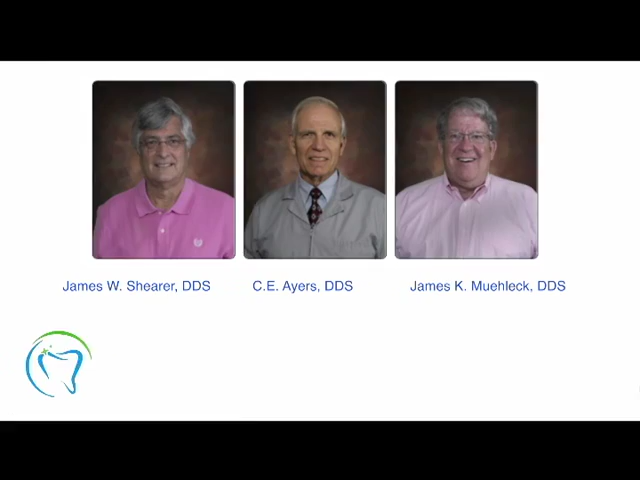 James W. Shearer, DDS
C.E. Ayers, DDS
James K. Muehleck, DDS